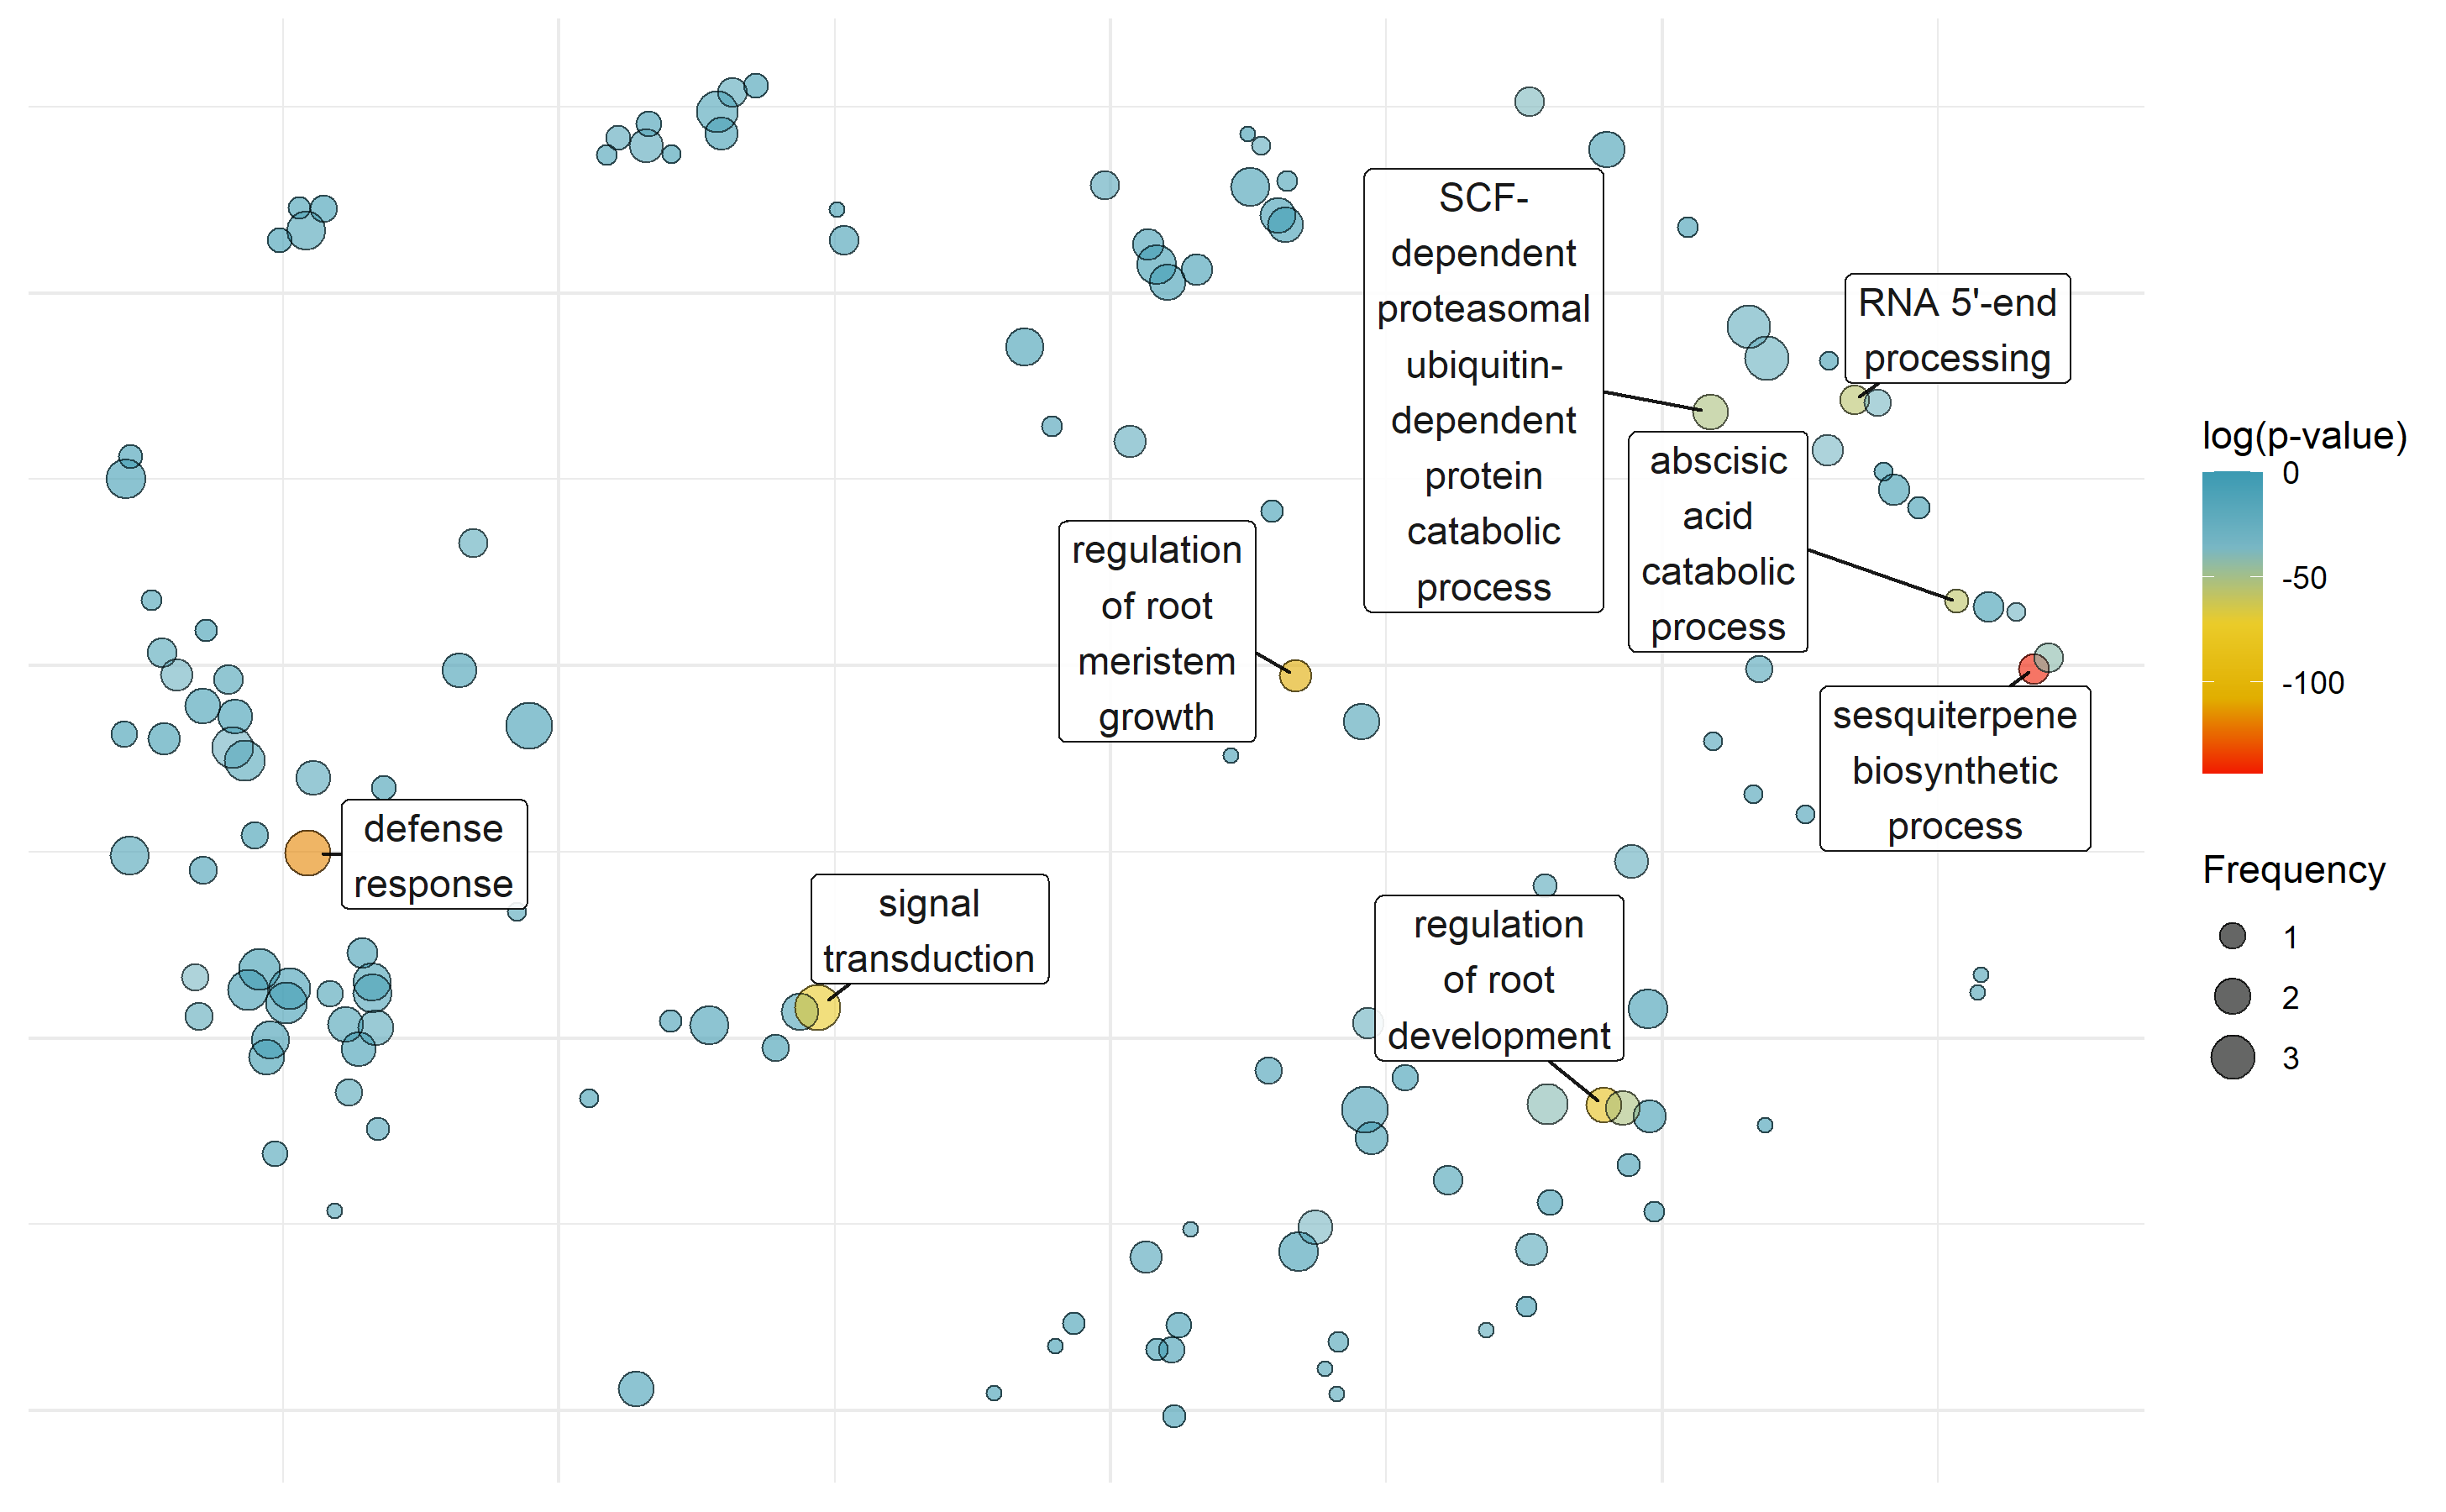 SCF-
dependent
proteasomal
ubiquitin-
dependent
protein
catabolic
process
RNA 5'-end
processing
abscisic
acid
catabolic
process
regulation
of root
meristem
growth
sesquiterpene
biosynthetic
process
defense
response
signal
transduction
regulation
of root
development
log(p-value)
0
-50
-100
Frequency
1
2
3